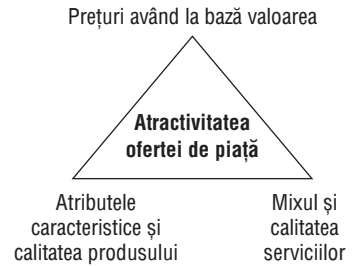 Prețuri având la bază valoarea
Atractivitatea
ofertei de piață
Atributele
caracteristice și
calitatea produsului
Mixul și
calitatea
serviciilor